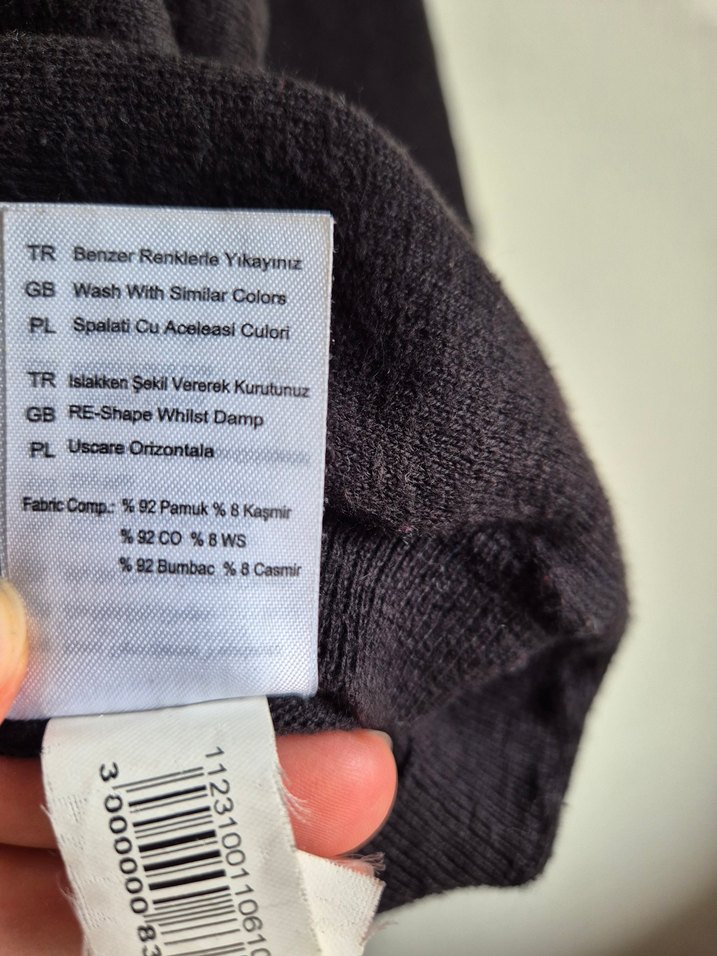 TR Benzer Renklerle Yıkayınız
GB Wash With Similar Colors
PL Spalati Cu Aceleasi Culori
TR Islakken Şekil Vererek Kurutunuz
GB RE-Shape Whilst Damp
PL Uscare Orizontala
Fabric Comp.: % 92 Pamuk % 8 Kaşmir
% 92 CO % 8 WS
% 92 Bumbac % 8 Casmir